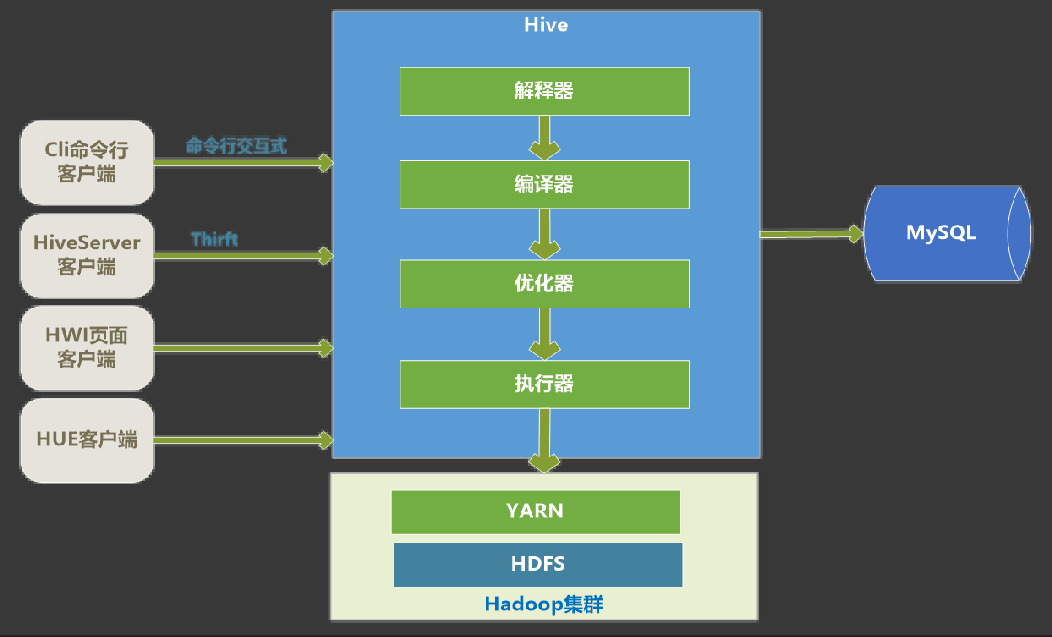 Hive
解释器
Cli命令行
客户端
命令行交互式
编译器
HiveServer
客户端
Thirft
MySQL
优化器
HWI页面
客户端
执行器
HUE客户端
YARN
HDFS
Hadoop集群